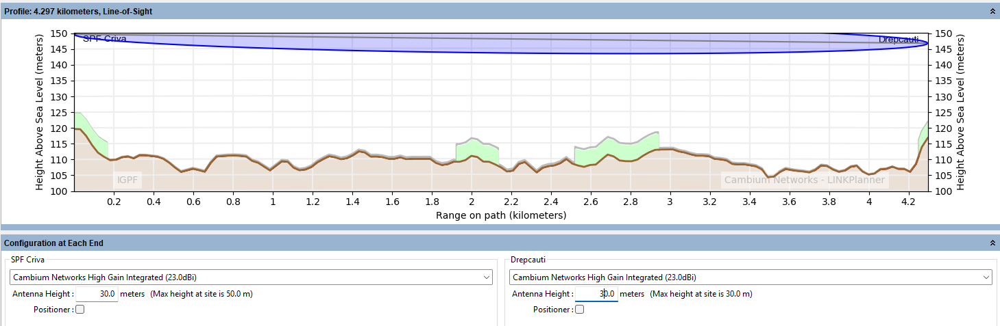 Profile: 4.297 kilometers, Line-of-Sight
150 SPF Criva Drepcauti 150
145 145
140 140
135 135
130 130
125 125
120 120
115 115
110 110
105 IGPF Cambium Networks - LINKPlanner 105
100 100
Height Above Sea Level (meters)
Height Above Sea Level (meters)
0.2 0.4 0.6 0.8 1 1.2 1.4 1.6 1.8 2 2.2 2.4 2.6 2.8 3 3.2 3.4 3.6 3.8 4 4.2
Range on path (kilometers)
Configuration at Each End
SPF Criva
Cambium Networks High Gain Integrated (23.0dBi)
Antenna Height : 30.0 meters (Max height at site is 50.0 m)
Positioner :
Drepcauti
Cambium Networks High Gain Integrated (23.0dBi)
Antenna Height : 30.0 meters (Max height at site is 30.0 m)
Positioner :